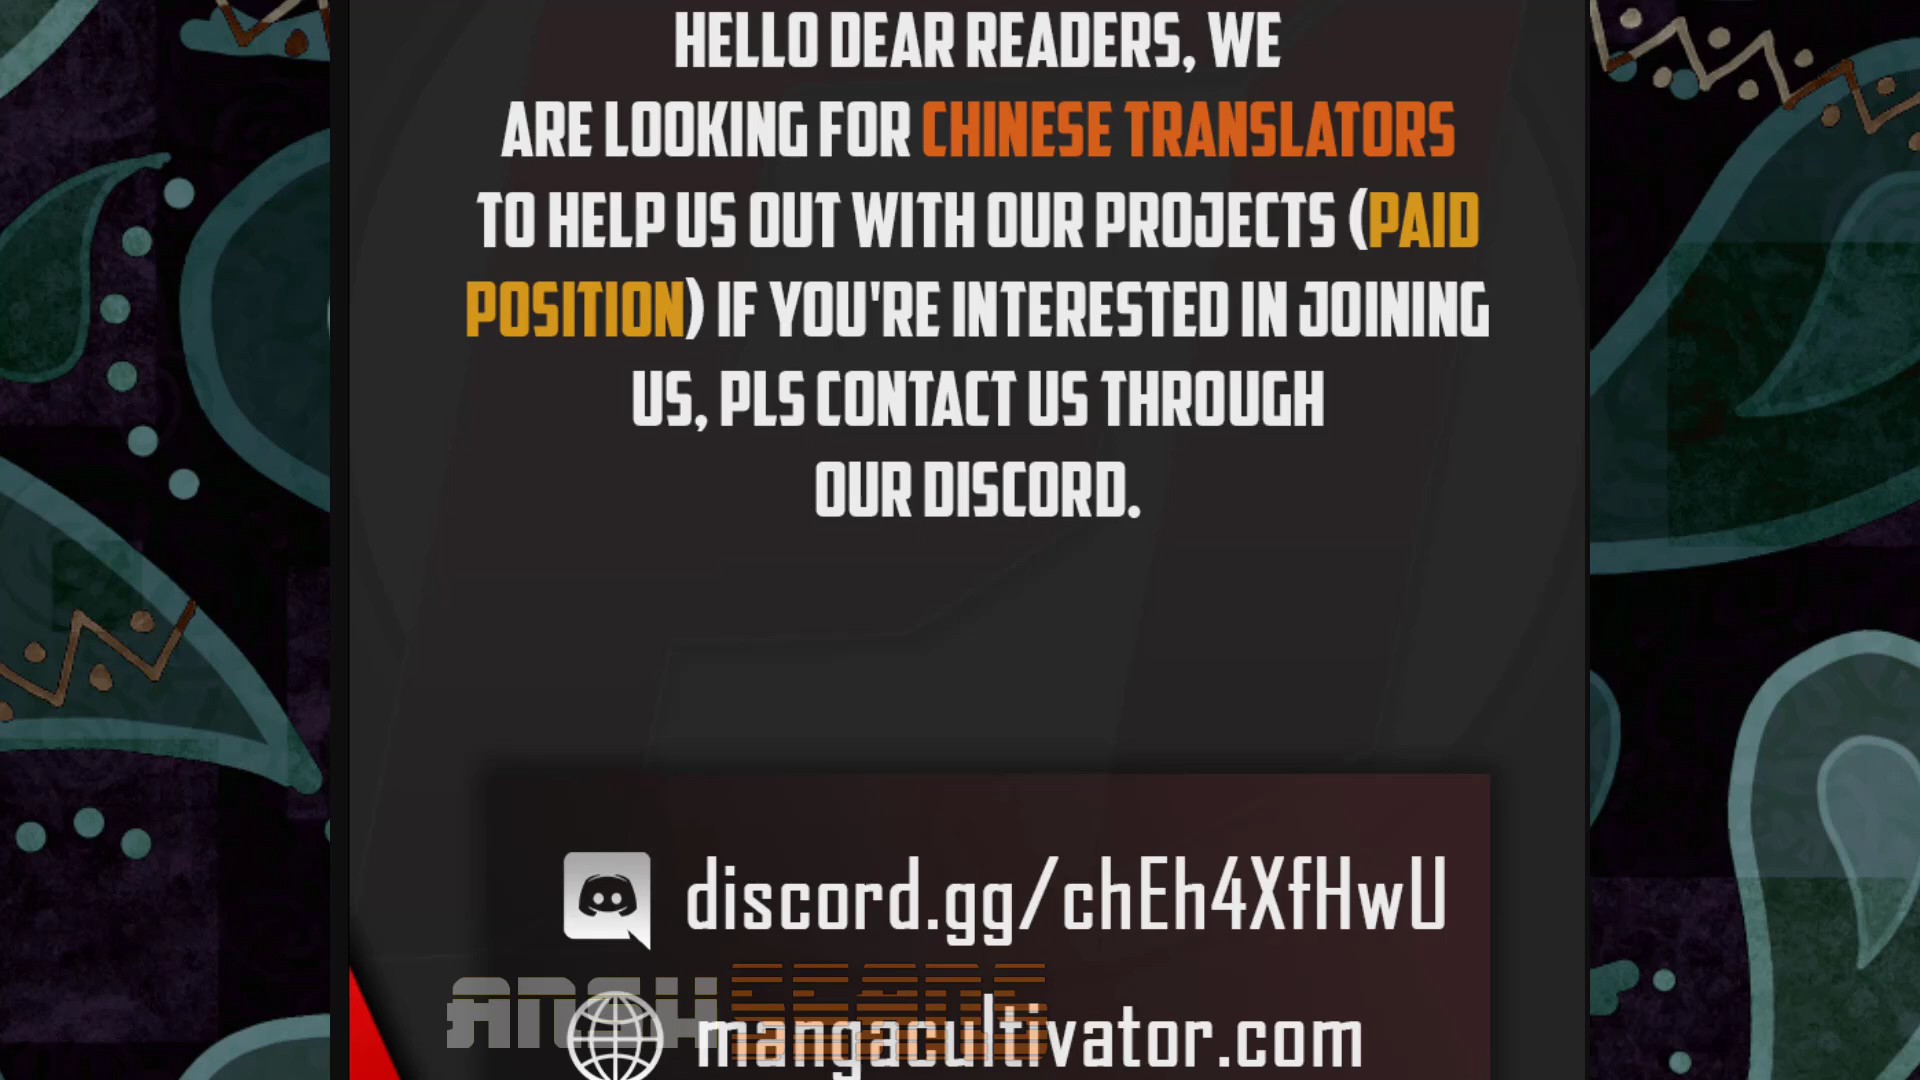 HELLO DEAR READERS, WE
ARE LOOKING FOR CHINESE TRANSLATORS
TO HELP US OUT WITH OUR PROJECTS (PAID
POSITION) IF YOU'RE INTERESTED IN JOINING
US, PLS CONTACT US THROUGH
OUR DISCORD.
discord.gg/chEh4XfHwU
mangacultivator.com